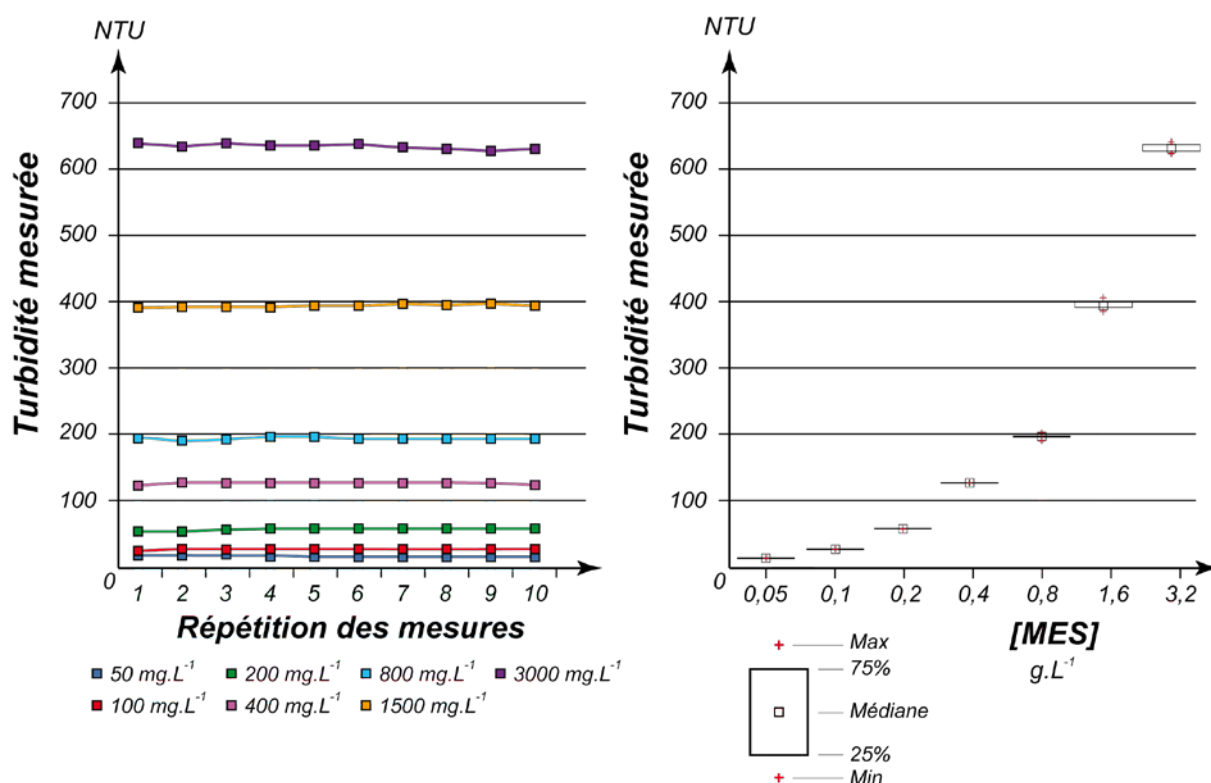 NTU
Turbidité mesurée
700
600
500
400
300
200
100
0
1 2 3 4 5 6 7 8 9 10
Répétition des mesures
50 mg.L⁻¹ 200 mg.L⁻¹ 800 mg.L⁻¹ 3000 mg.L⁻¹
100 mg.L⁻¹ 400 mg.L⁻¹ 1500 mg.L⁻¹
NTU
Turbidité mesurée
700
600
500
400
300
200
100
0
0,05 0,1 0,2 0,4 0,8 1,6 3,2
[MES]
g.L⁻¹
Max
75%
Médiane
25%
Min